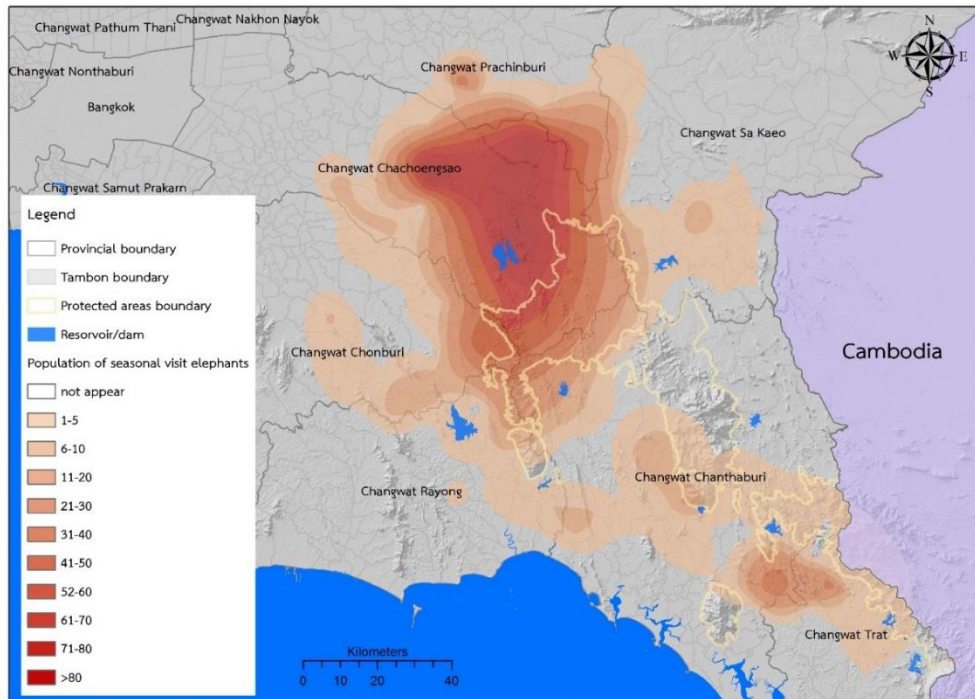 Changwat Nakhon Nayok
Changwat Pathum Thani
N
W E
S
Changwat Nonthaburi
Changwat Prachinburi
Bangkok
Changwat Sa Kaeo
Changwat Chachoengsao
Changwat Samut Prakarn
Legend
Provincial boundary
Tambon boundary
Protected areas boundary
Reservoir/dam
Population of seasonal visit elephants
not appear
1-5
6-10
11-20
21-30
31-40
41-50
52-60
61-70
71-80
>80
Changwat Chonburi
Cambodia
Changwat Chanthaburi
Changwat Rayong
Changwat Trat
Kilometers
0 10 20 40